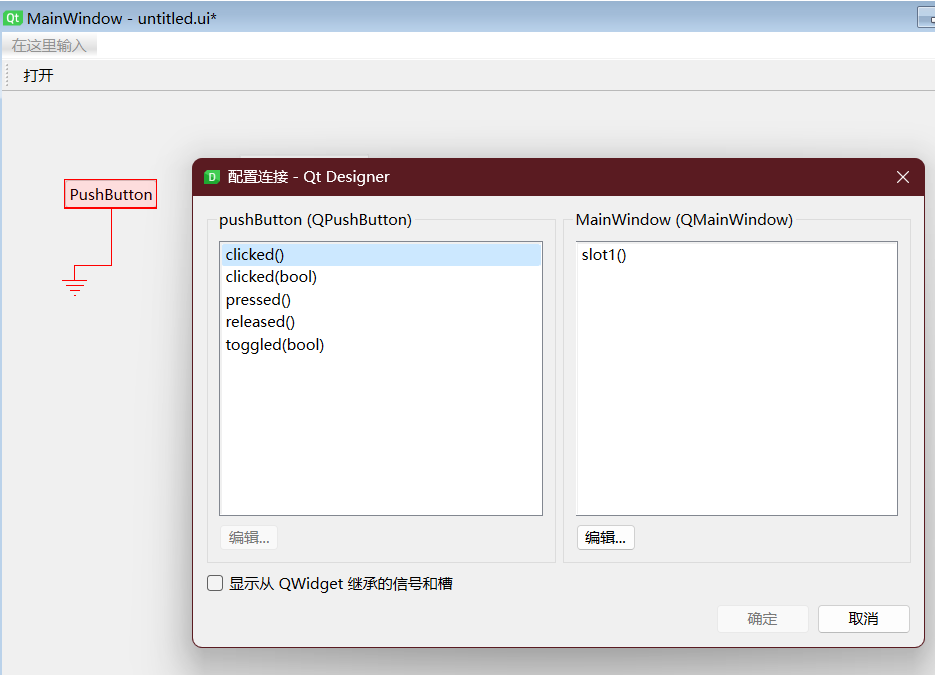 Qt MainWindow - untitled.ui*
在这里输入
打开
PushButton
D 配置连接 - Qt Designer
pushButton (QPushButton)
MainWindow (QMainWindow)
clicked()
clicked(bool)
pressed()
released()
toggled(bool)
slot1()
编辑...
编辑...
显示从 QWidget 继承的信号和槽
确定
取消